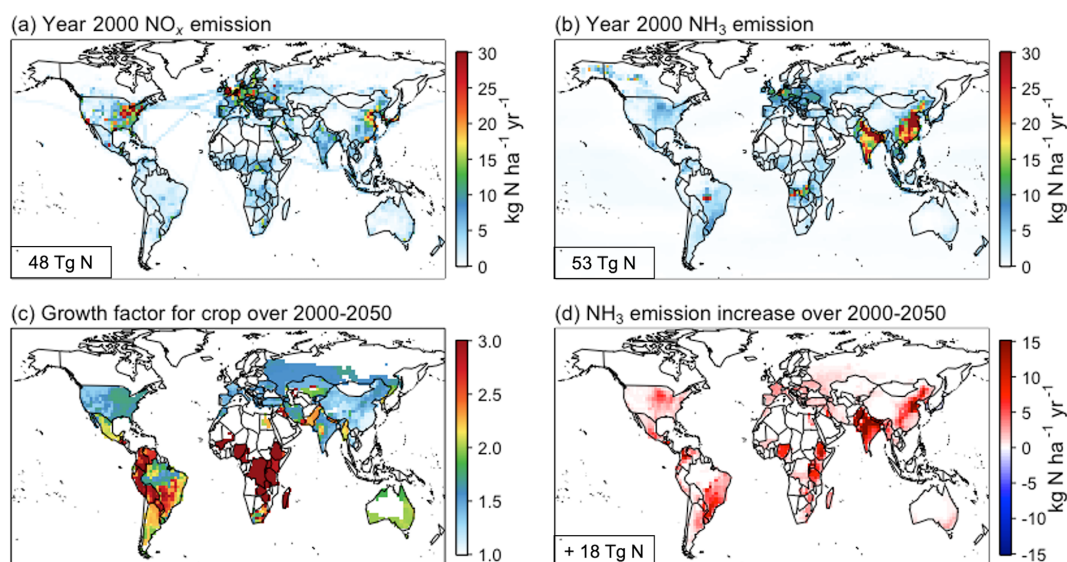 (a) Year 2000 NOₓ emission
30
25
20
15
10
5
0
kg N ha⁻¹ yr⁻¹
48 Tg N
(b) Year 2000 NH₃ emission
30
25
20
15
10
5
0
kg N ha⁻¹ yr⁻¹
53 Tg N
(c) Growth factor for crop over 2000-2050
3.0
2.5
2.0
1.5
1.0
(d) NH₃ emission increase over 2000-2050
15
10
5
0
-5
-10
-15
kg N ha⁻¹ yr⁻¹
+ 18 Tg N